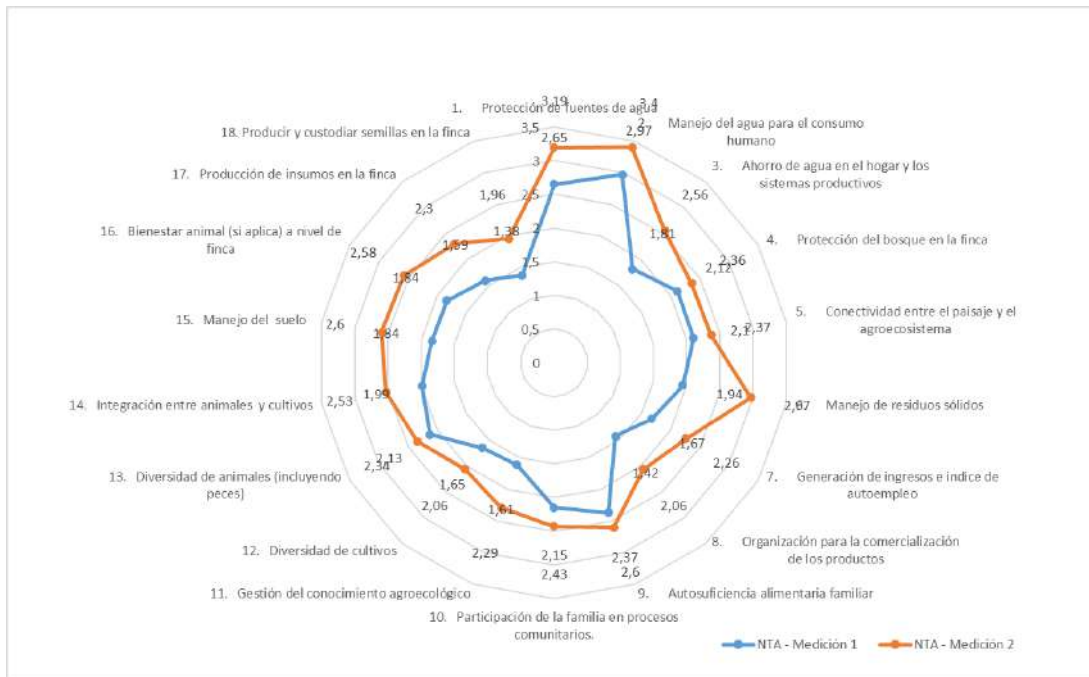 3,19
3,4
1. Protección de fuentes de agua
2. Manejo del agua para el consumo
humano
3. Ahorro de agua en el hogar y los
sistemas productivos
4. Protección del bosque en la finca
5. Conectividad entre el paisaje y el
agroecosistema
Manejo de residuos sólidos
7. Generación de ingresos e indice de
autoempleo
8. Organización para la comercialización
de los productos
9. Autosuficiencia alimentaria familiar
10. Participación de la familia en procesos
comunitarios.
11. Gestión del conocimiento agroecológico
12. Diversidad de cultivos
13. Diversidad de animales (incluyendo
peces)
14. Integración entre animales y cultivos
15. Manejo del suelo
16. Bienestar animal (si aplica) a nivel de
finca
17. Producción de insumos en la finca
18. Producir y custodiar semillas en la finca
3,5
3
2,5
2
1,5
1
0,5
0
2,65
2,97
2,56
1,81
2,36
2,12
2,37
2,1
1,94
2,26
1,67
2,06
1,42
2,37
2,6
2,15
2,43
2,29
1,61
2,06
1,65
2,34
2,13
2,53
1,99
2,6
1,84
2,58
1,84
2,3
1,59
1,96
1,38
NTA - Medición 1
NTA - Medición 2